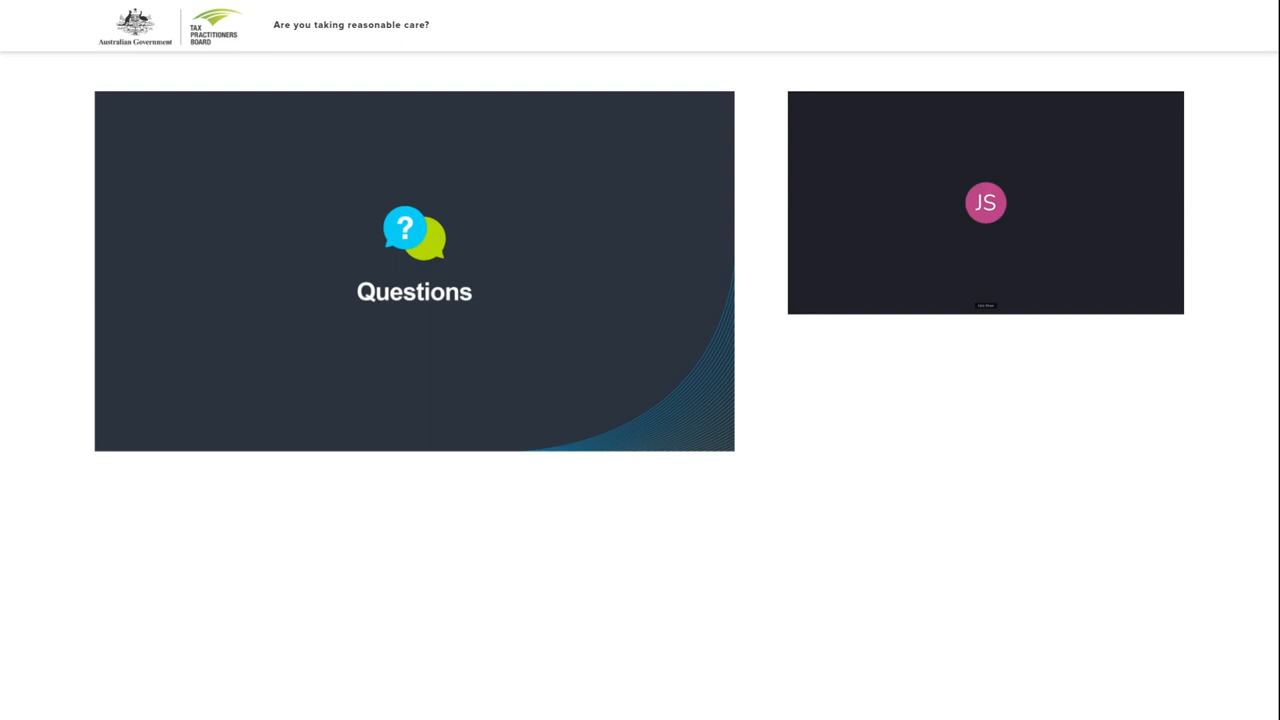 Australian Government
TAX
PRACTITIONERS
BOARD
Are you taking reasonable care?
?
Questions
JS